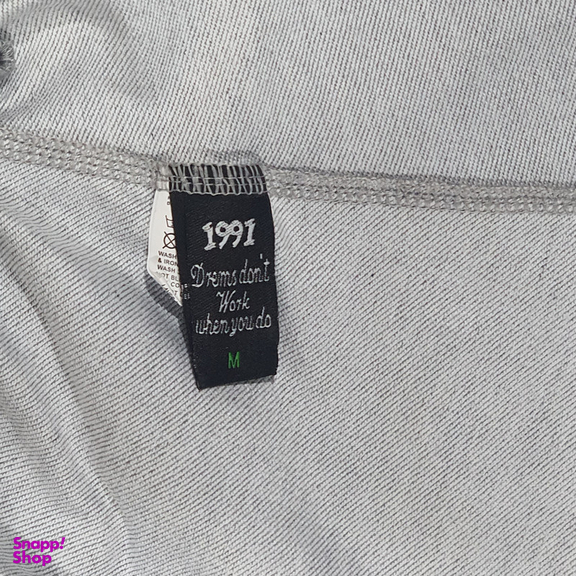 1991
Drems don't
Work
when you do
M
WASH
& IRON
WASH
Snapp!
Shop